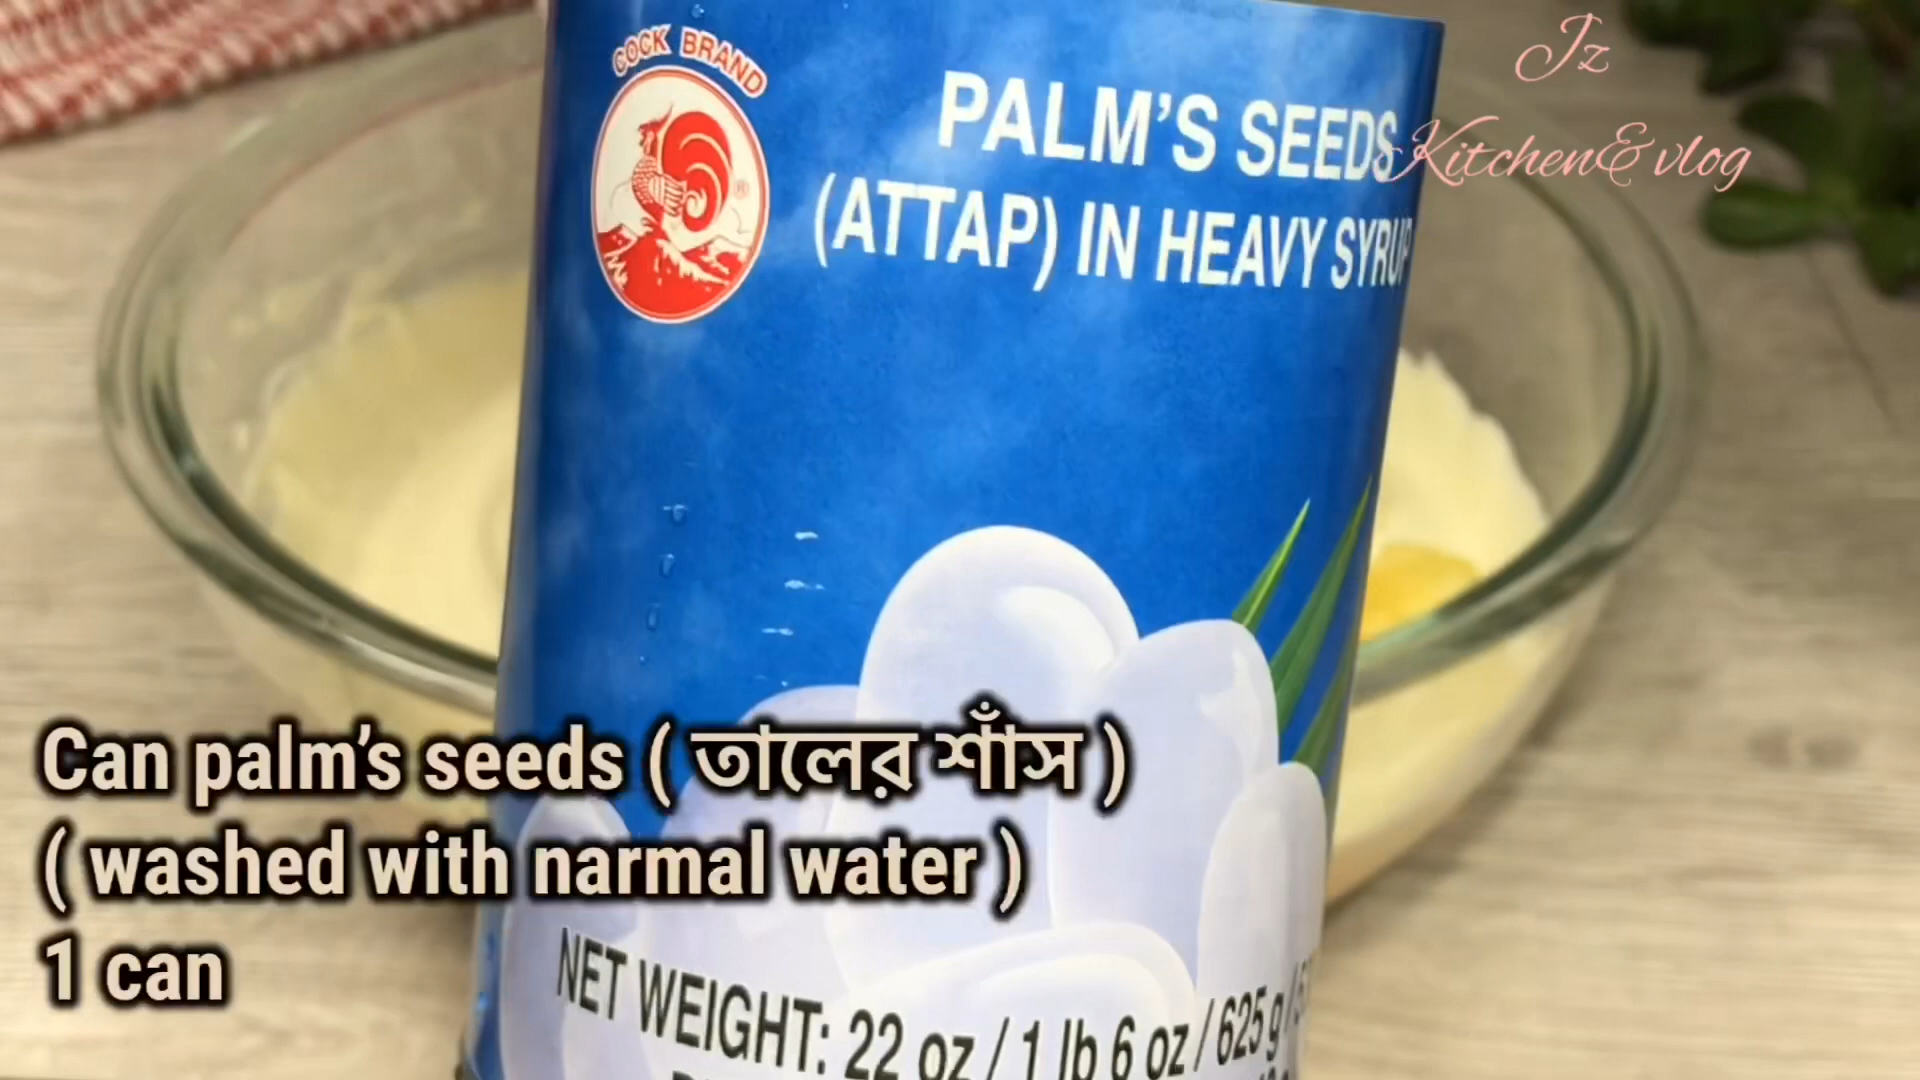 COCK BRAND
®
PALM'S SEEDS
(ATTAP) IN HEAVY SYRUP
Jz
Kitchen& vlog
Can palm's seeds ( তালের শাঁস )
( washed with narmal water )
1 can
NET WEIGHT: 22 oz / 1 lb 6 oz / 625 g /